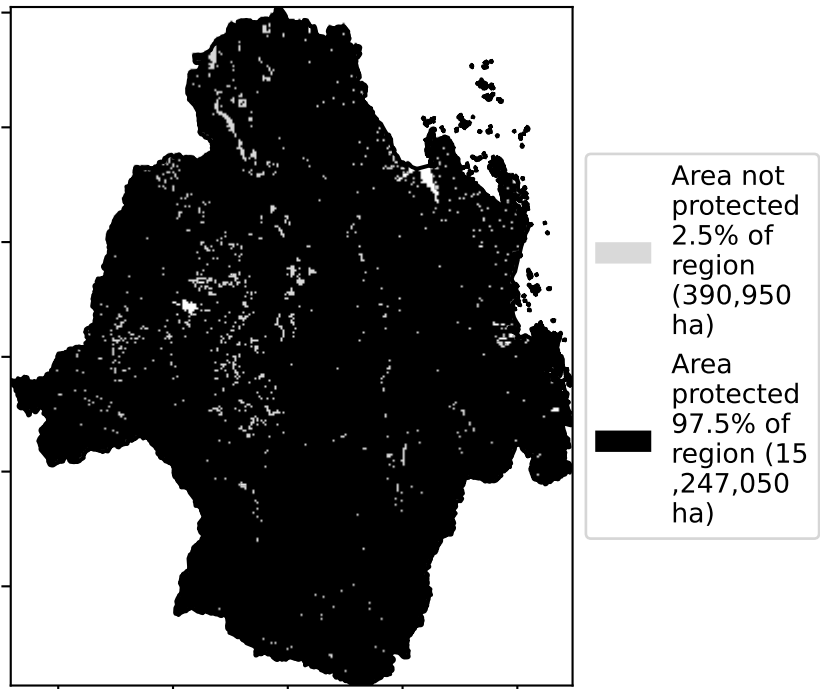 Area not
protected
2.5% of
region
(390,950
ha)
Area
protected
97.5% of
region (15
,247,050
ha)